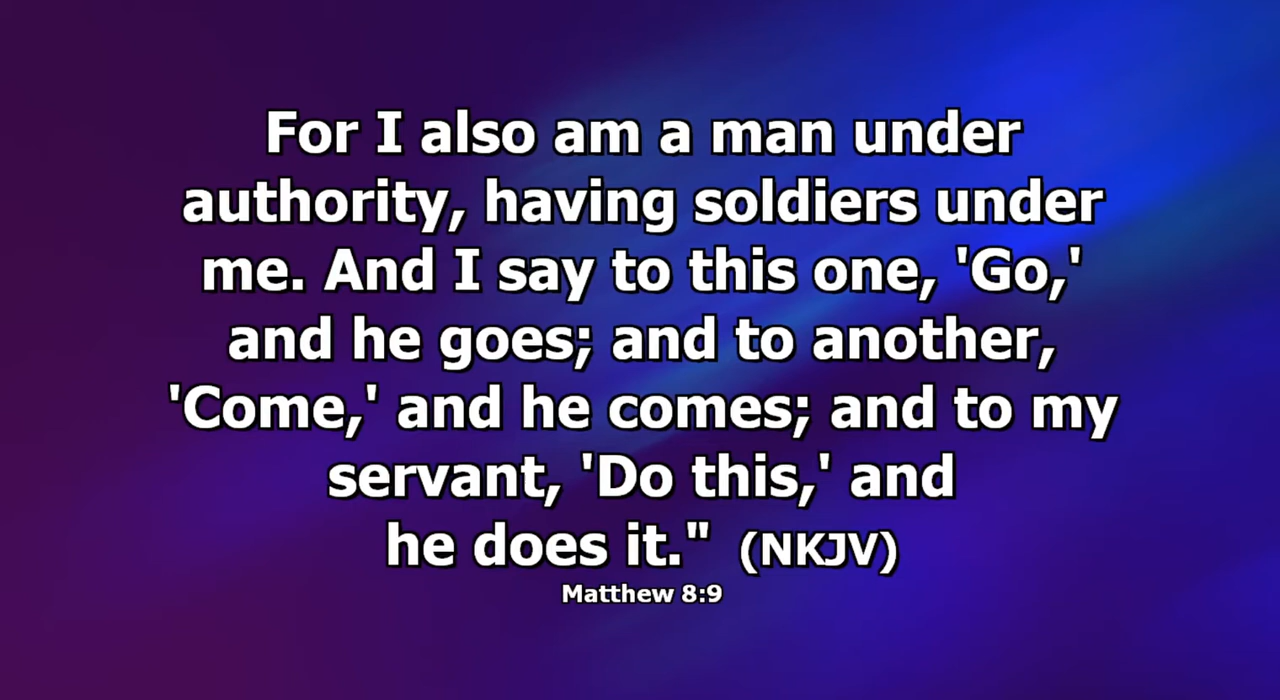 For I also am a man under
authority, having soldiers under
me. And I say to this one, 'Go,'
and he goes; and to another,
'Come,' and he comes; and to my
servant, 'Do this,' and
he does it." (NKJV)
Matthew 8:9